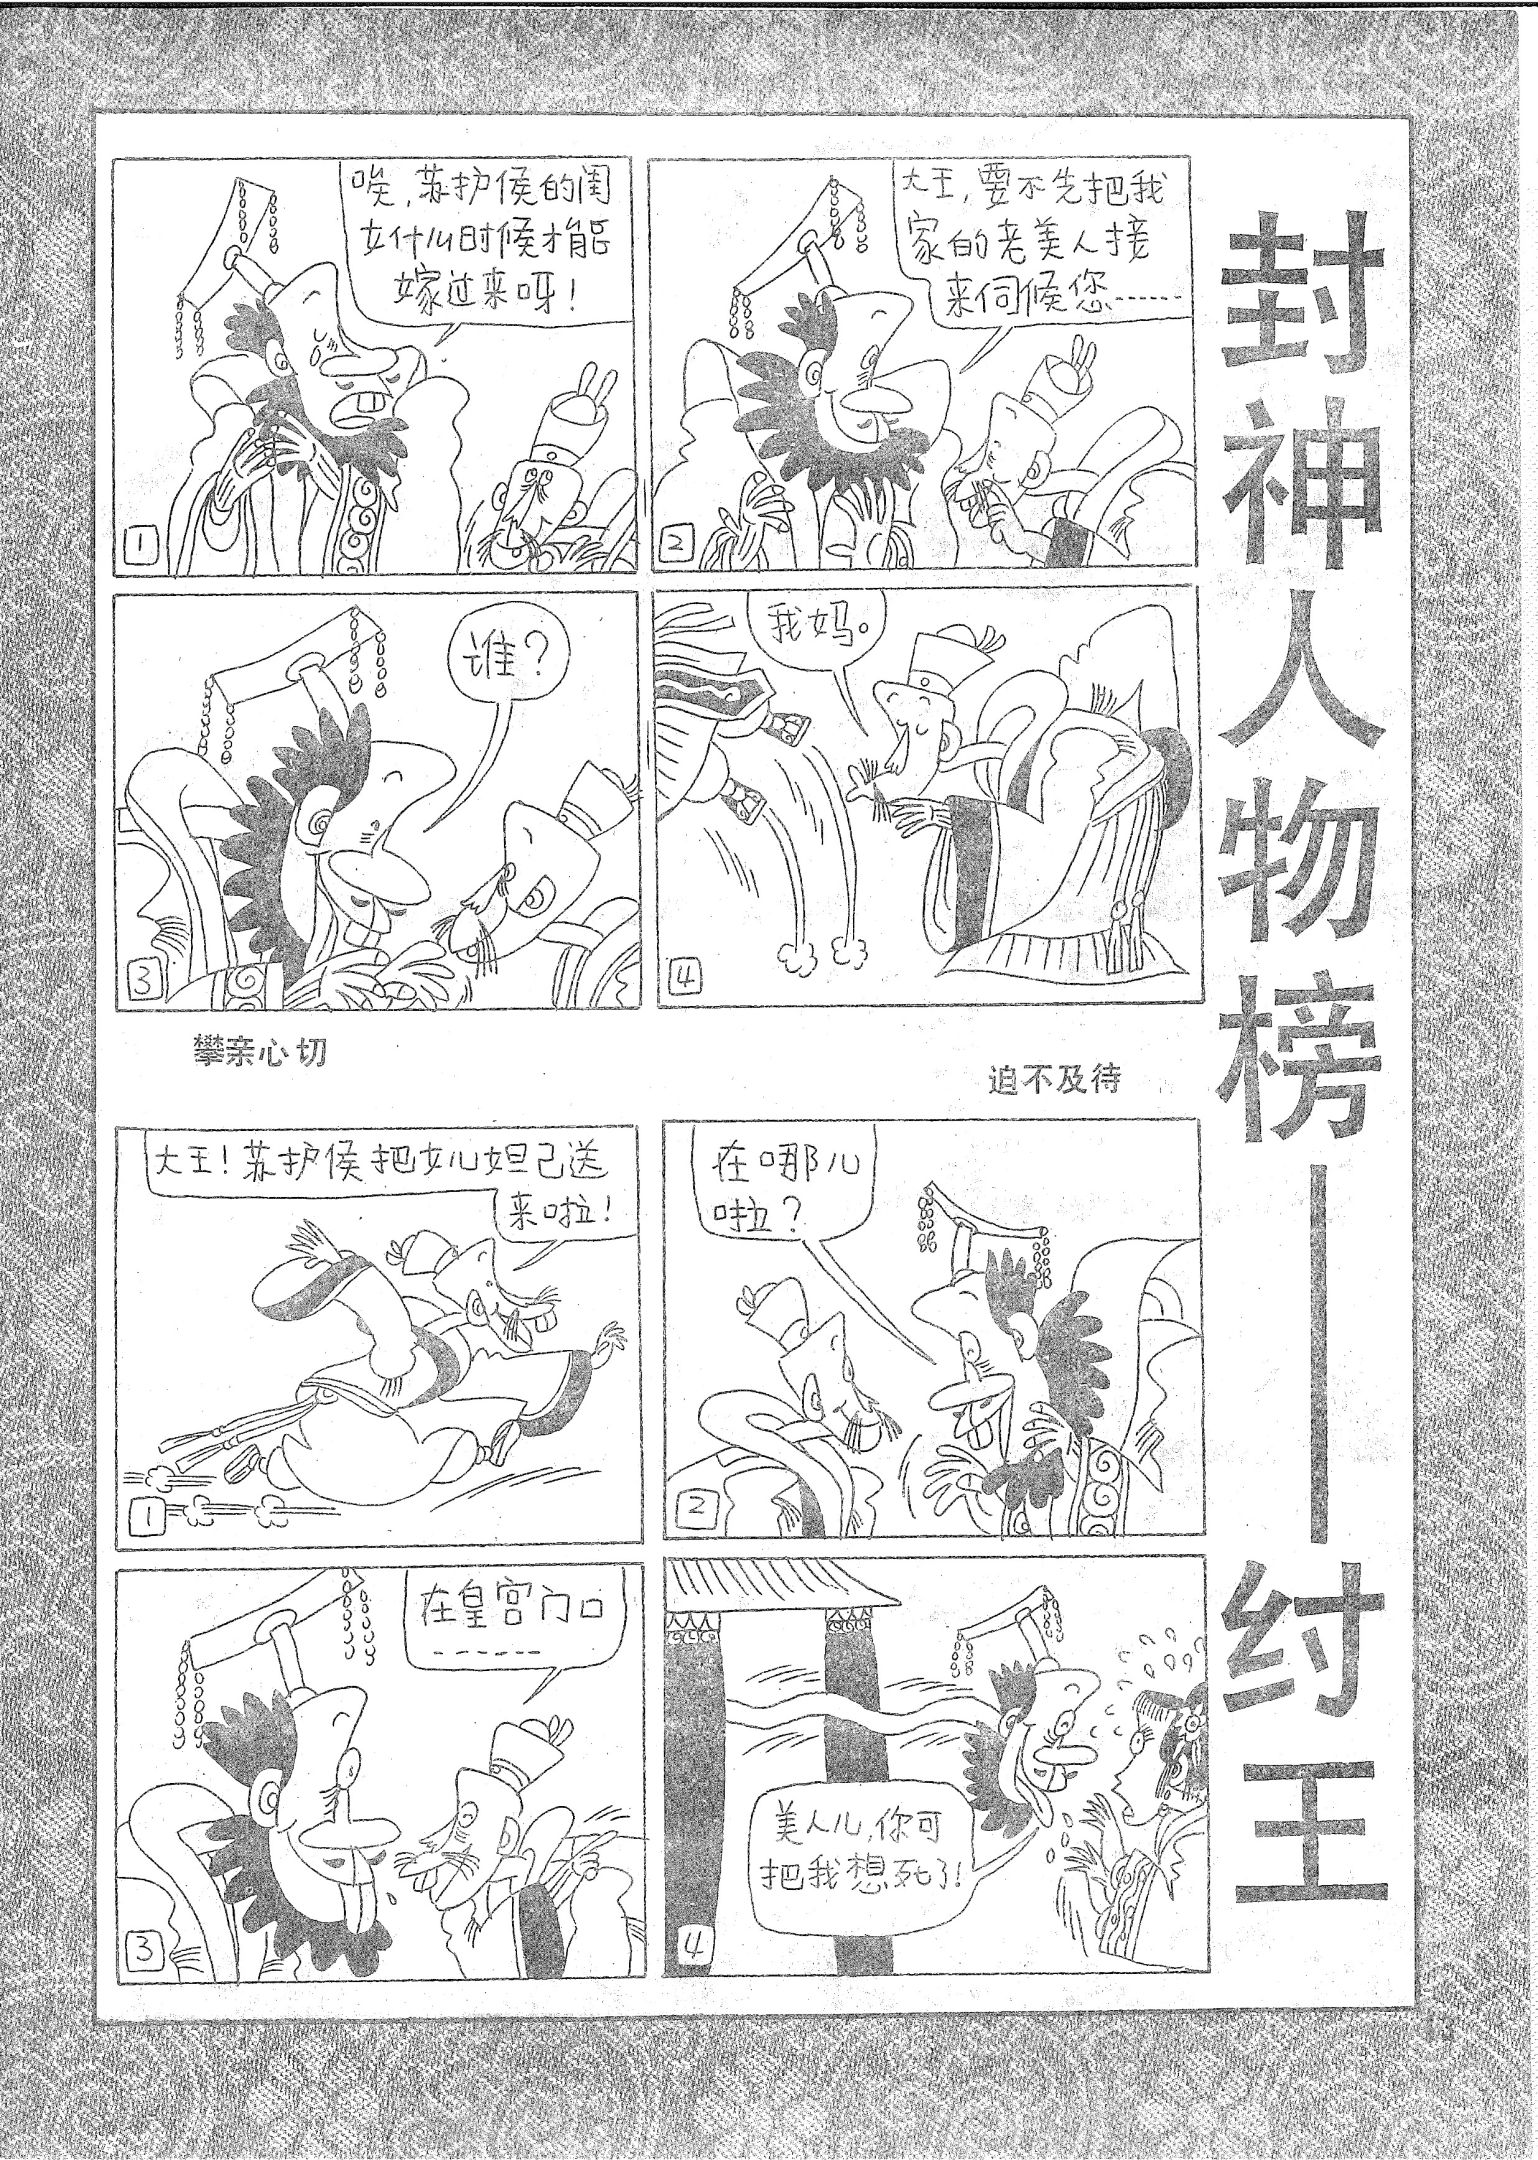 封神人物榜——纣王
唉,苏护侯的闺
女什儿时候才能
嫁过来呀!
1
大王,要不先把我
家的老美人接
来伺候您------
2
谁?
3
我妈。
4
攀亲心切
迫不及待
大王!苏护侯把女儿妲己送
来啦!
1
在哪儿
啦?
2
在皇宫门口
------
3
美人儿,你可
把我想死了!
4